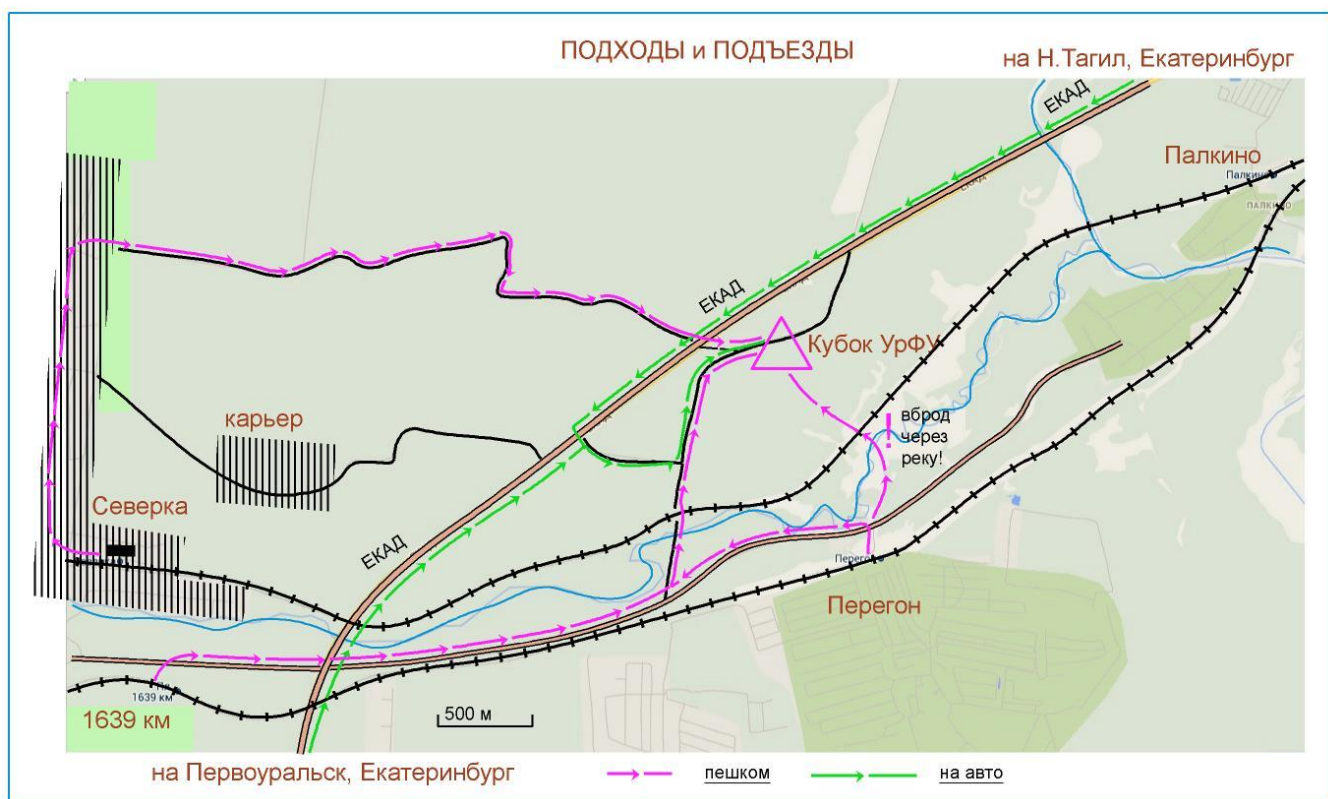 ПОДХОДЫ и ПОДЪЕЗДЫ
на Н.Тагил, Екатеринбург
ЕКАД
ЕКАД
Палкино
Палкино
ПАЛКИНО
ЕКАД
Кубок УрФУ
карьер
! вброд
через
реку!
Северка
ЕКАД
Перегон
Перегон
1639 км
1639 км
500 м
на Первоуральск, Екатеринбург
пешком
на авто